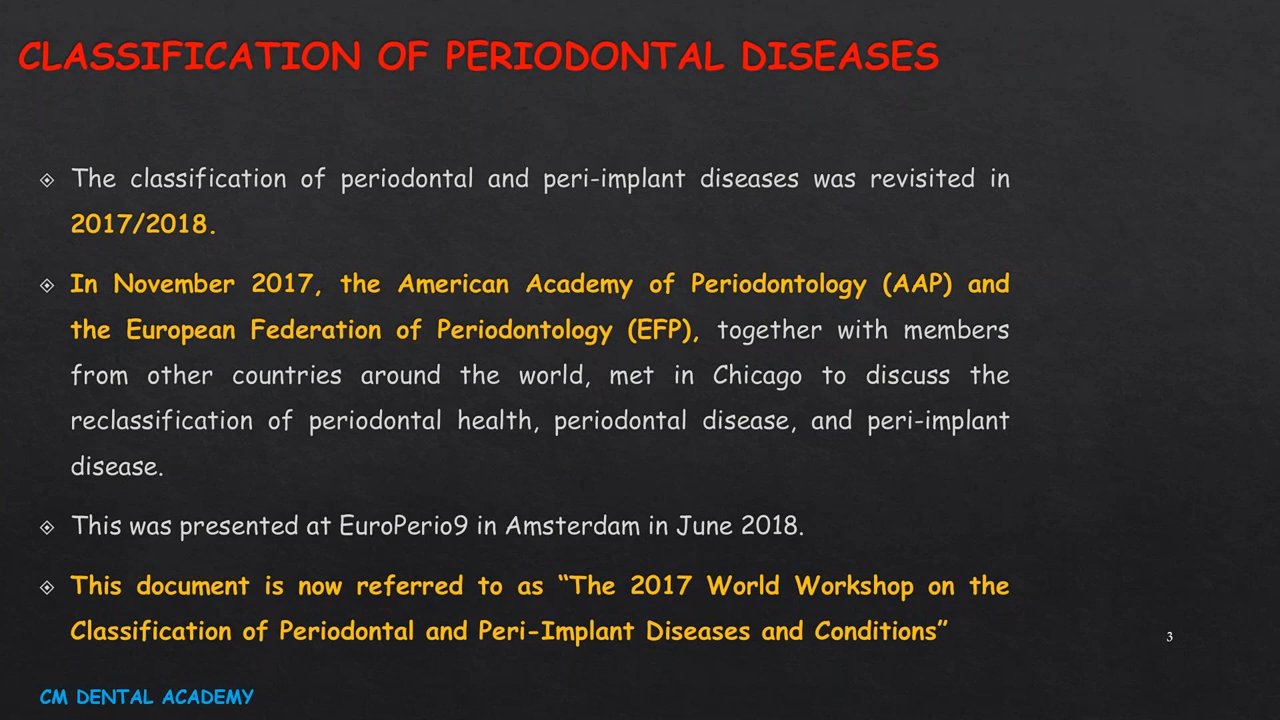 CLASSIFICATION OF PERIODONTAL DISEASES
The classification of periodontal and peri-implant diseases was revisited in
2017/2018.
In November 2017, the American Academy of Periodontology (AAP) and
the European Federation of Periodontology (EFP), together with members
from other countries around the world, met in Chicago to discuss the
reclassification of periodontal health, periodontal disease, and peri-implant
disease.
This was presented at EuroPerio9 in Amsterdam in June 2018.
This document is now referred to as “The 2017 World Workshop on the
Classification of Periodontal and Peri-Implant Diseases and Conditions”
3
CM DENTAL ACADEMY